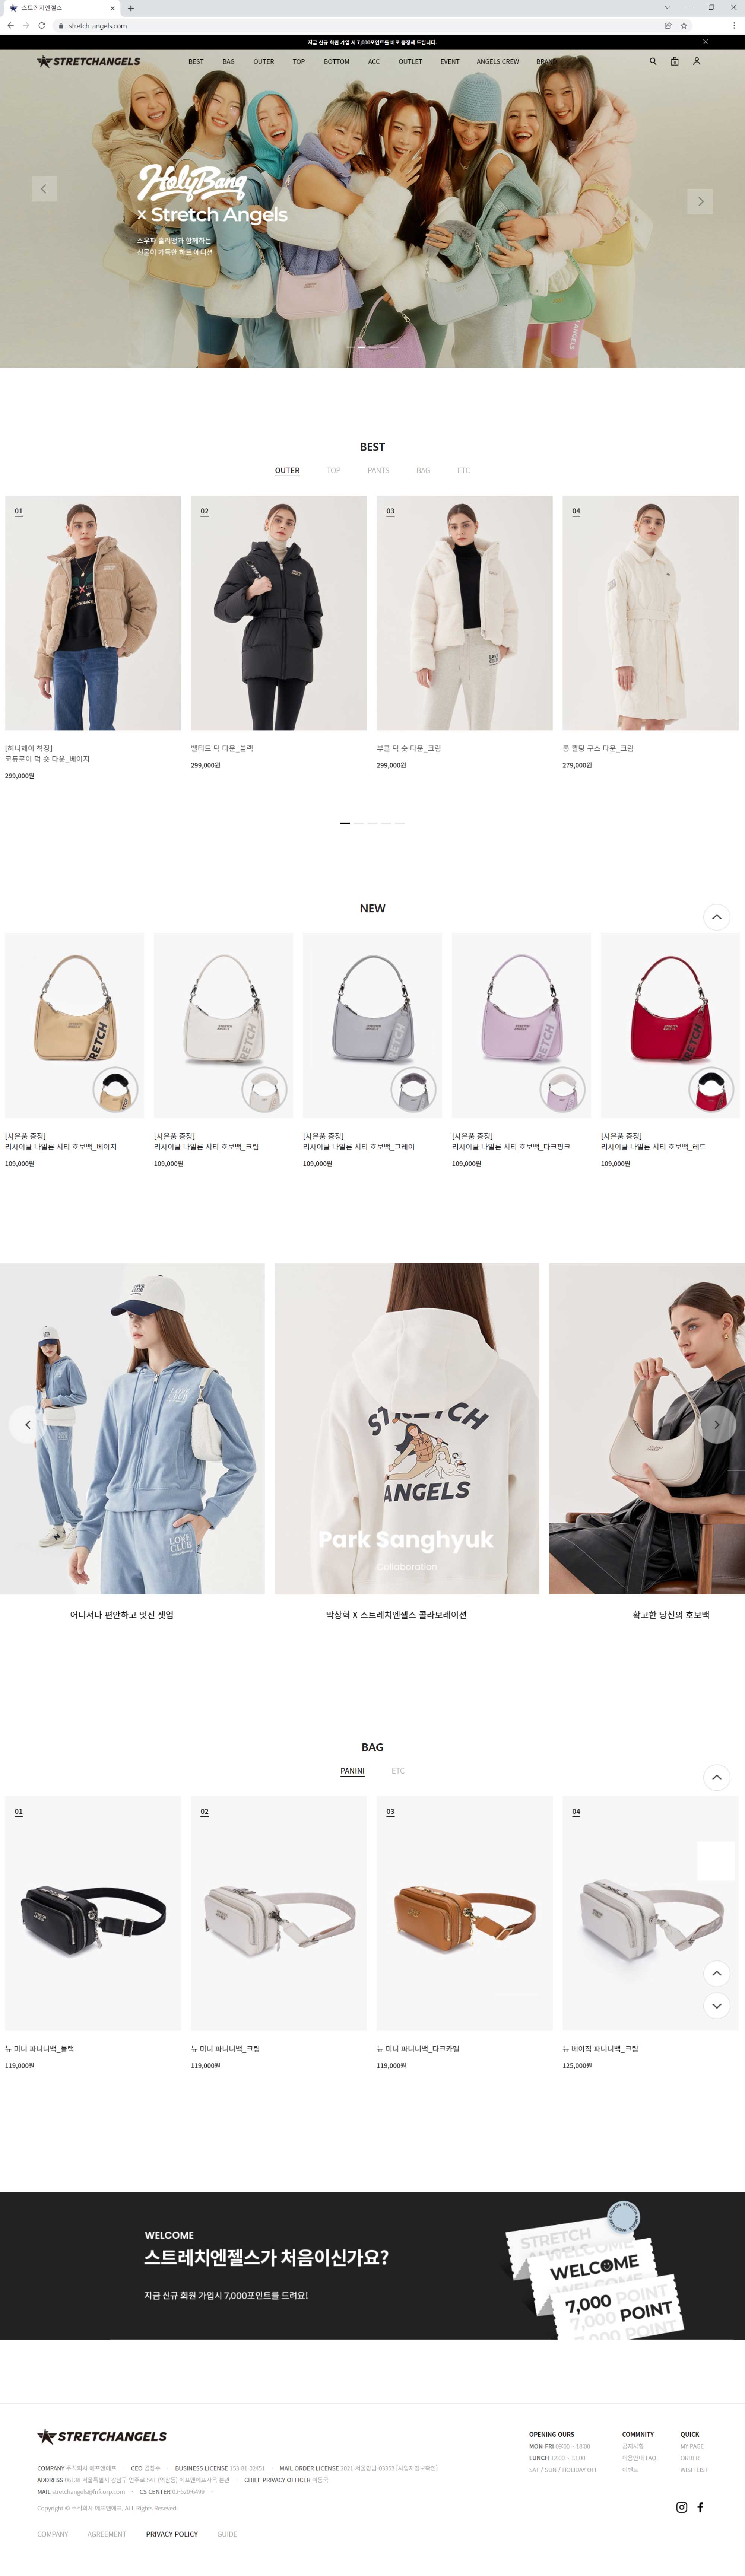 스트레치엔젤스
stretch-angels.com
지금 신규 회원 가입 시 7,000포인트를 바로 증정해 드립니다.
STRETCHANGELS
BEST BAG OUTER TOP BOTTOM ACC OUTLET EVENT ANGELS CREW BRAND
HolyBang
x Stretch Angels
스우파 홀리뱅과 함께하는
선물이 가득한 하트 에디션
BEST
OUTER TOP PANTS BAG ETC
01 02 03 04
[허니제이 착장]
코듀로이 덕 숏 다운_베이지
299,000원
벨티드 덕 다운_블랙
299,000원
부클 덕 숏 다운_크림
299,000원
롱 퀼팅 구스 다운_크림
279,000원
NEW
[사은품 증정]
리사이클 나일론 시티 호보백_베이지
109,000원
[사은품 증정]
리사이클 나일론 시티 호보백_크림
109,000원
[사은품 증정]
리사이클 나일론 시티 호보백_그레이
109,000원
[사은품 증정]
리사이클 나일론 시티 호보백_다크핑크
109,000원
[사은품 증정]
리사이클 나일론 시티 호보백_레드
109,000원
LOVE CLUB
STRETCH
ANGELS
Park Sanghyuk
Collaboration
어디서나 편안하고 멋진 셋업
박상혁 X 스트레치엔젤스 콜라보레이션
확고한 당신의 호보백
BAG
PANINI ETC
01 02 03 04
뉴 미니 파니니백_블랙
119,000원
뉴 미니 파니니백_크림
119,000원
뉴 미니 파니니백_다크카멜
119,000원
뉴 베이직 파니니백_크림
125,000원
WELCOME
스트레치엔젤스가 처음이신가요?
지금 신규 회원 가입시 7,000포인트를 드려요!
STRETCH
WELCOME
7,000 POINT
7,000 POINT
STRETCHANGELS
COMPANY 주식회사 에프앤에프 CEO 김창수 BUSINESS LICENSE 153-81-02451 MAIL ORDER LICENSE 2021-서울강남-03353 [사업자정보확인]
ADDRESS 06138 서울특별시 강남구 언주로 541 (역삼동) 에프앤에프사옥 본관 CHIEF PRIVACY OFFICER 이동국
MAIL stretchangels@fnfcorp.com CS CENTER 02-520-6499
Copyright © 주식회사 에프앤에프, ALL Rights Reseved.
COMPANY AGREEMENT PRIVACY POLICY GUIDE
OPENING OURS
MON-FRI 09:00 ~ 18:00
LUNCH 12:00 ~ 13:00
SAT / SUN / HOLIDAY OFF
COMMNITY
공지사항
이용안내 FAQ
이벤트
QUICK
MY PAGE
ORDER
WISH LIST